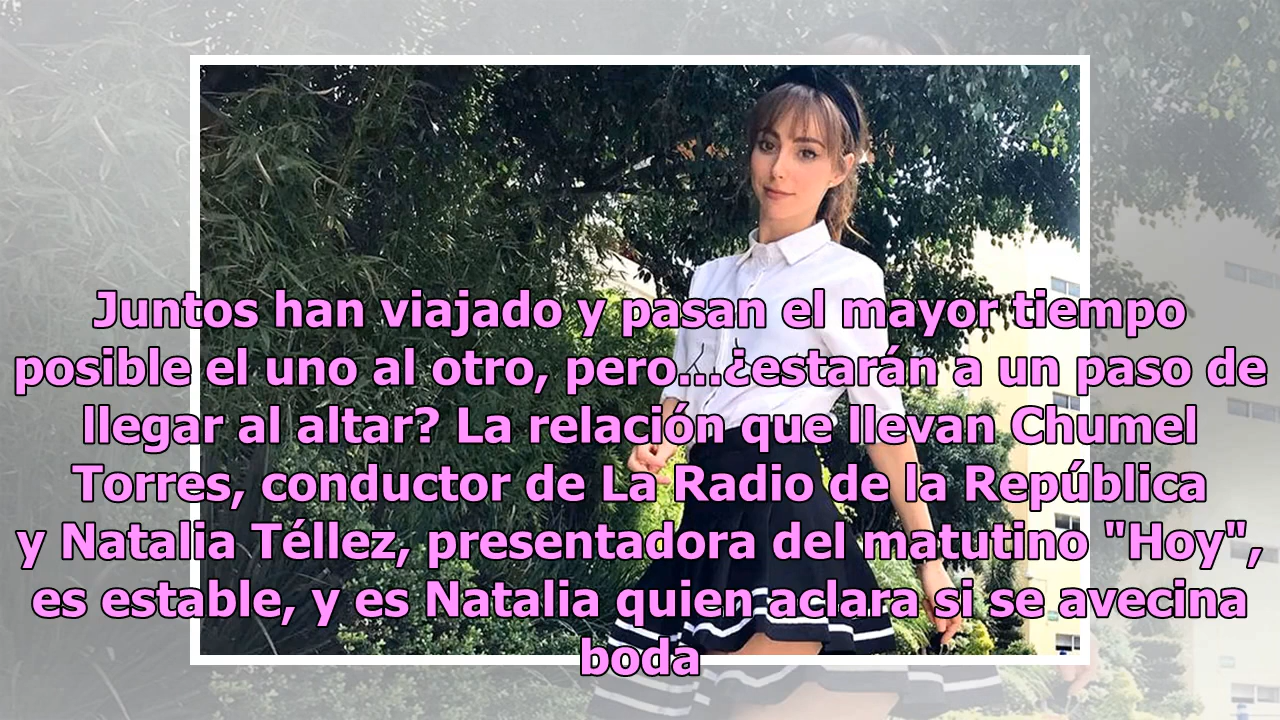 Juntos han viajado y pasan el mayor tiempo
posible el uno al otro, pero...¿estarán a un paso de
llegar al altar? La relación que llevan Chumel
Torres, conductor de La Radio de la República
y Natalia Téllez, presentadora del matutino "Hoy",
es estable, y es Natalia quien aclara si se avecina
boda